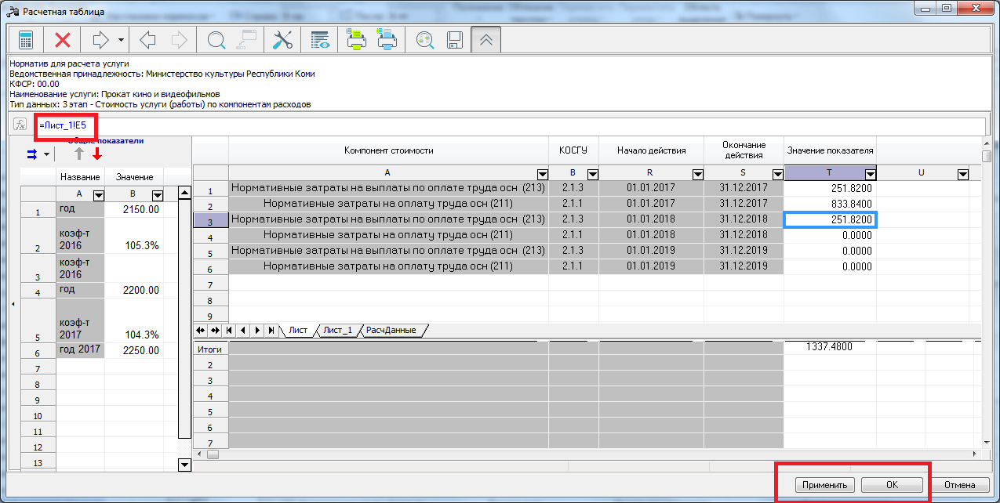 Расчетная таблица
Норматив для расчета услуги
Ведомственная принадлежность: Министерство культуры Республики Коми
КФСР: 00.00
Наименование услуги: Прокат кино и видеофильмов
Тип данных: 3 этап - Стоимость услуги (работы) по компонентам расходов
fx =Лист_1!E5
Общие показатели
Название Значение
A B
1 год 2150.00
2 коэф-т 2016 105.3%
3 коэф-т 2016
4 год 2200.00
5 коэф-т 2017 104.3%
6 год 2017 2250.00
7
8
9
10
11
12
13
Компонент стоимости КОСГУ Начало действия Окончание действия Значение показателя
A B R S T U
1 Нормативные затраты на выплаты по оплате труда осн (213) 2.1.3 01.01.2017 31.12.2017 251.8200
2 Нормативные затраты на оплату труда осн (211) 2.1.1 01.01.2017 31.12.2017 833.8400
3 Нормативные затраты на выплаты по оплате труда осн (213) 2.1.3 01.01.2018 31.12.2018 251.8200
4 Нормативные затраты на оплату труда осн (211) 2.1.1 01.01.2018 31.12.2018 0.0000
5 Нормативные затраты на выплаты по оплате труда осн (213) 2.1.3 01.01.2019 31.12.2019 0.0000
6 Нормативные затраты на оплату труда осн (211) 2.1.1 01.01.2019 31.12.2019 0.0000
7
8
9
Лист Лист_1 РасчДанные
Итоги 1337.4800
2
3
4
5
6
7
Применить OK Отмена